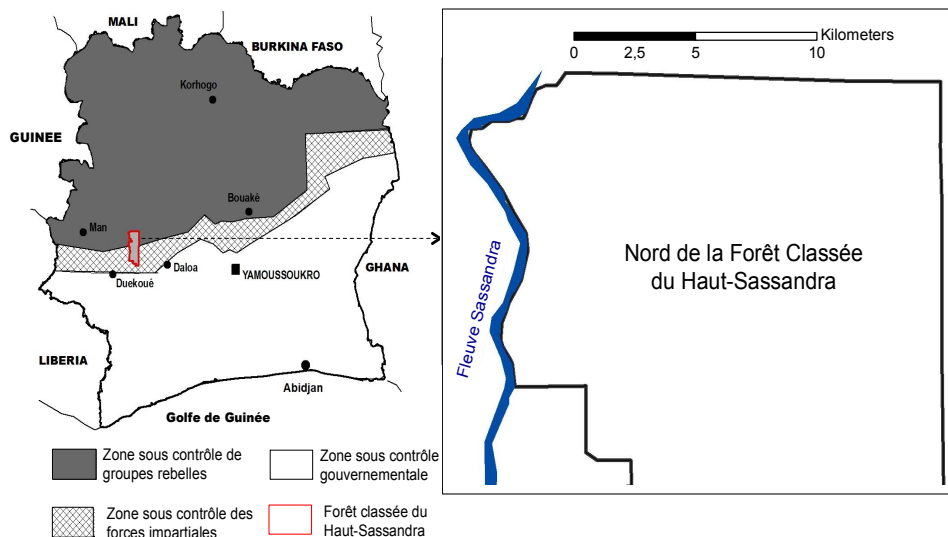 MALI
BURKINA FASO
Korhogo
GUINEE
Bouaké
Man
Daloa
YAMOUSSOUKRO
GHANA
Duekoué
LIBERIA
Abidjan
Golfe de Guinée
Zone sous contrôle de
groupes rebelles
Zone sous contrôle
gouvernementale
Zone sous contrôle des
forces impartiales
Forêt classée du
Haut-Sassandra
Kilometers
0 2,5 5 10
Nord de la Forêt Classée
du Haut-Sassandra
Fleuve Sassandra